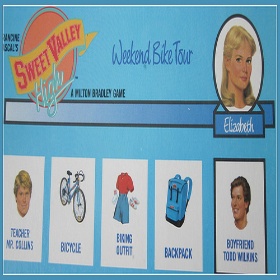 FRANCINE
PASCAL'S
SWEET VALLEY
High
Weekend Bike Tour
A MILTON BRADLEY GAME
Elizabeth
TEACHER
MR. COLLINS
BICYCLE
BIKING
OUTFIT
BACKPACK
BOYFRIEND
TODD WILKINS